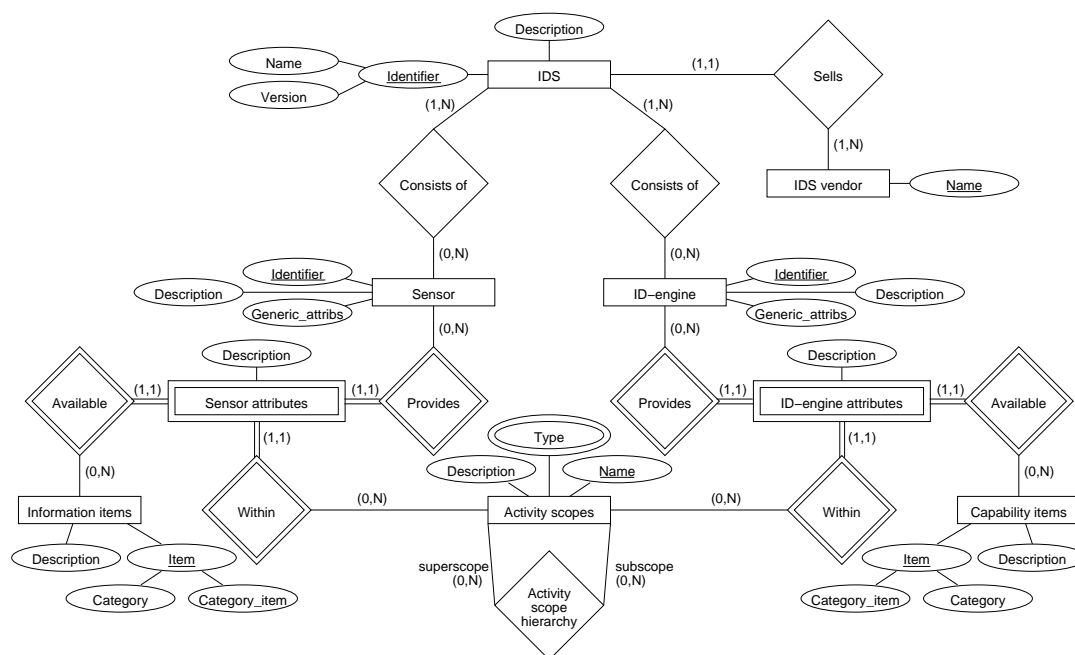 Description
Name
Identifier
IDS
(1,1)
Sells
Version
(1,N)
(1,N)
(1,N)
Consists of
Consists of
IDS vendor
Name
(0,N)
(0,N)
Identifier
Identifier
Description
Sensor
ID−engine
Description
Generic_attribs
Generic_attribs
(0,N)
(0,N)
Description
Description
(1,1)
(1,1)
(1,1)
(1,1)
Available
Sensor attributes
Provides
Provides
ID−engine attributes
Available
Type
(1,1)
(1,1)
(0,N)
Description
Name
(0,N)
(0,N)
(0,N)
Information items
Within
Activity scopes
Within
Capability items
Description
Item
Item
Description
superscope
(0,N)
subscope
(0,N)
Category
Category_item
Activity
scope
hierarchy
Category_item
Category